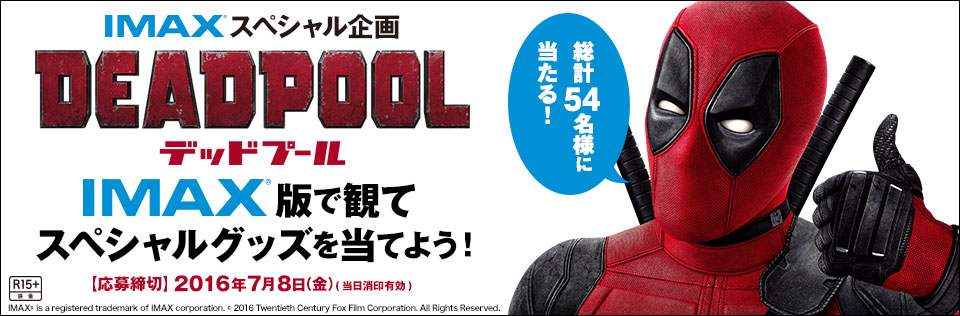 IMAX® スペシャル企画
DEADPOOL
デッドプール
IMAX® 版で観て
スペシャルグッズを当てよう!
【応募締切】2016年7月8日(金)(当日消印有効)
総計54名様に
当たる!
R15+
映倫
IMAX® is a registered trademark of IMAX corporation. © 2016 Twentieth Century Fox Film Corporation. All Rights Reserved.